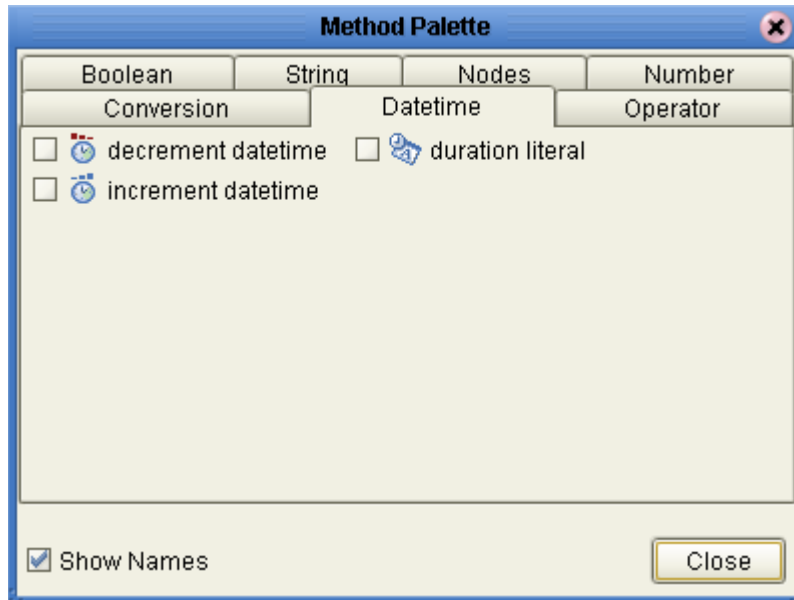 Method Palette
Boolean String Nodes Number
Conversion Datetime Operator
decrement datetime duration literal
increment datetime
Show Names Close